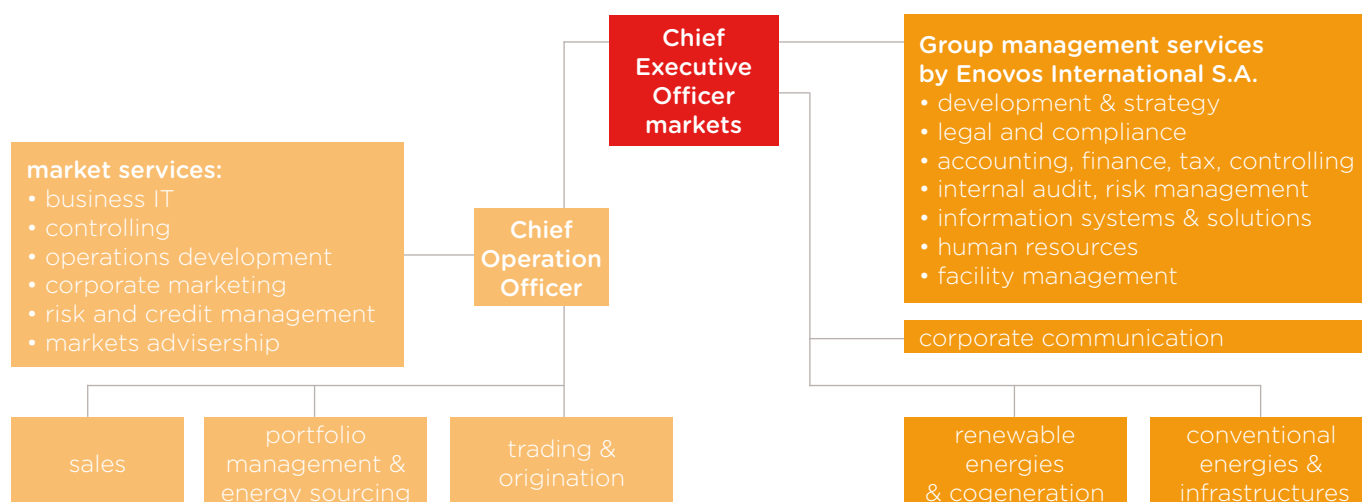 Chief
Executive
Officer
markets
Group management services
by Enovos International S.A.
• development & strategy
• legal and compliance
• accounting, finance, tax, controlling
• internal audit, risk management
• information systems & solutions
• human resources
• facility management
market services:
• business IT
• controlling
• operations development
• corporate marketing
• risk and credit management
• markets advisership
Chief
Operation
Officer
corporate communication
sales
portfolio
management &
energy sourcing
trading &
origination
renewable
energies
& cogeneration
conventional
energies &
infrastructures